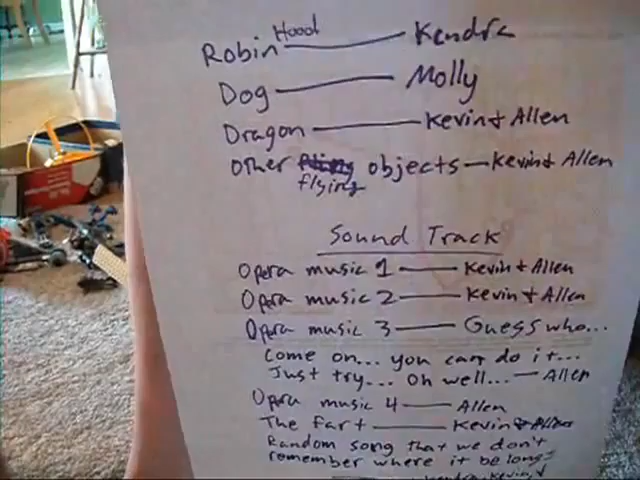 Robin Hood — Kendra
Dog — Molly
Dragon — Kevin & Allen
Other flying objects — Kevin & Allen
Sound Track
Opera music 1 — Kevin & Allen
Opera music 2 — Kevin & Allen
Opera music 3 — Guess who...
Come on... you can do it...
Just try... Oh well... — Allen
Opera music 4 — Allen
The fart — Kevin & Allen
Random song that we don't
remember where it belongs
Kevin, &